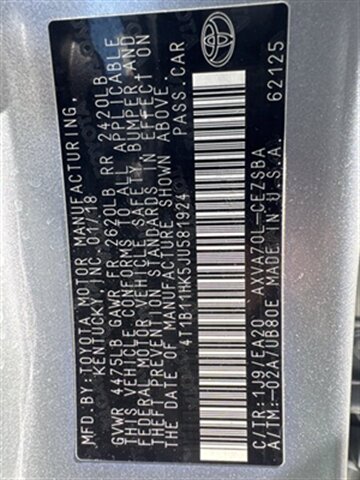 MFD.BY:TOYOTA MOTOR MANUFACTURING,
KENTUCKY, INC. 01/18
GVWR 4475LB GAWR FR 2620LB RR 2420LB
THIS VEHICLE CONFORMS TO ALL APPLICABLE
FEDERAL MOTOR VEHICLE SAFETY, BUMPER, AND
THEFT PREVENTION STANDARDS IN EFFECT ON
THE DATE OF MANUFACTURE SHOWN ABOVE.
4T1B11HK5JU581924 PASS.CAR
C/TR:1J9/EA20 AXVA70L-CEZSBA
A/TM:-02A/UB80E MADE IN U.S.A. 62125